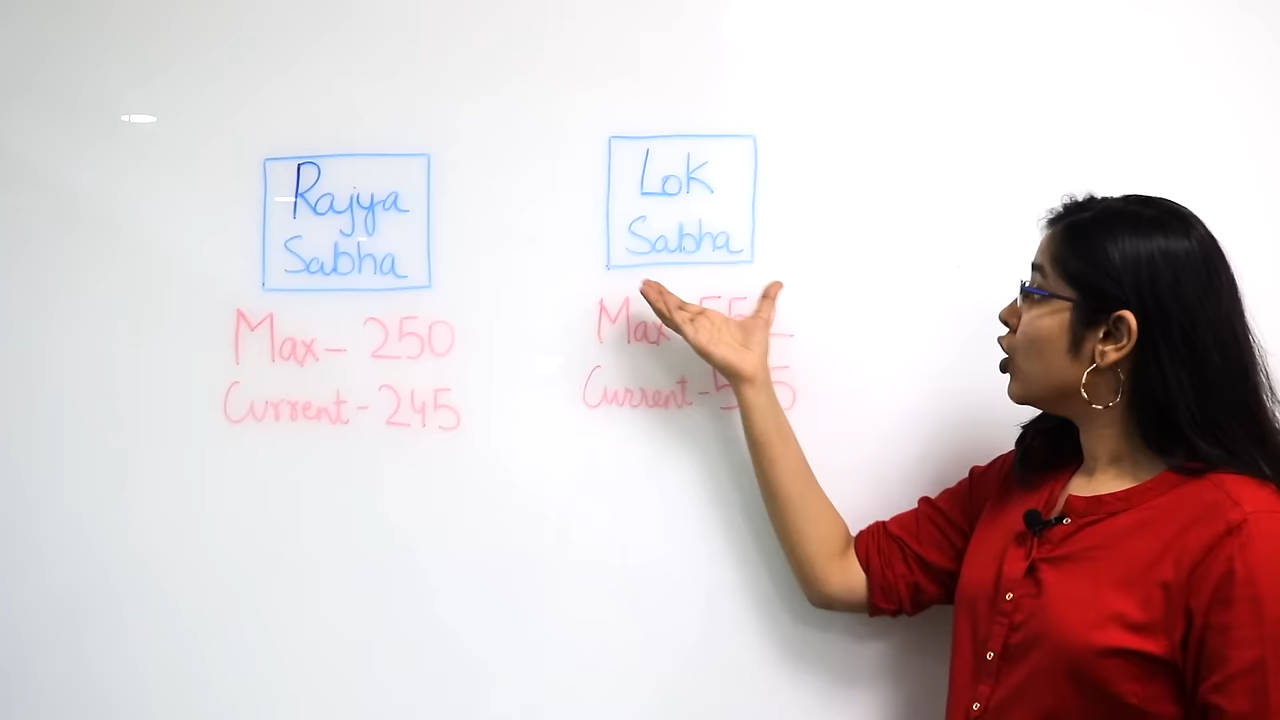 Rajya
Sabha
Max - 250
Current - 245
Lok
Sabha
Max
Current -